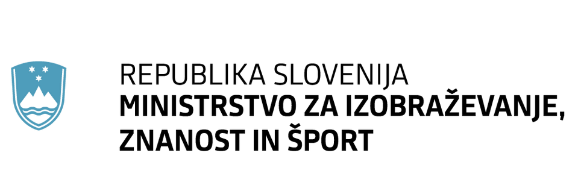 REPUBLIKA SLOVENIJA
MINISTRSTVO ZA IZOBRAŽEVANJE,
ZNANOST IN ŠPORT